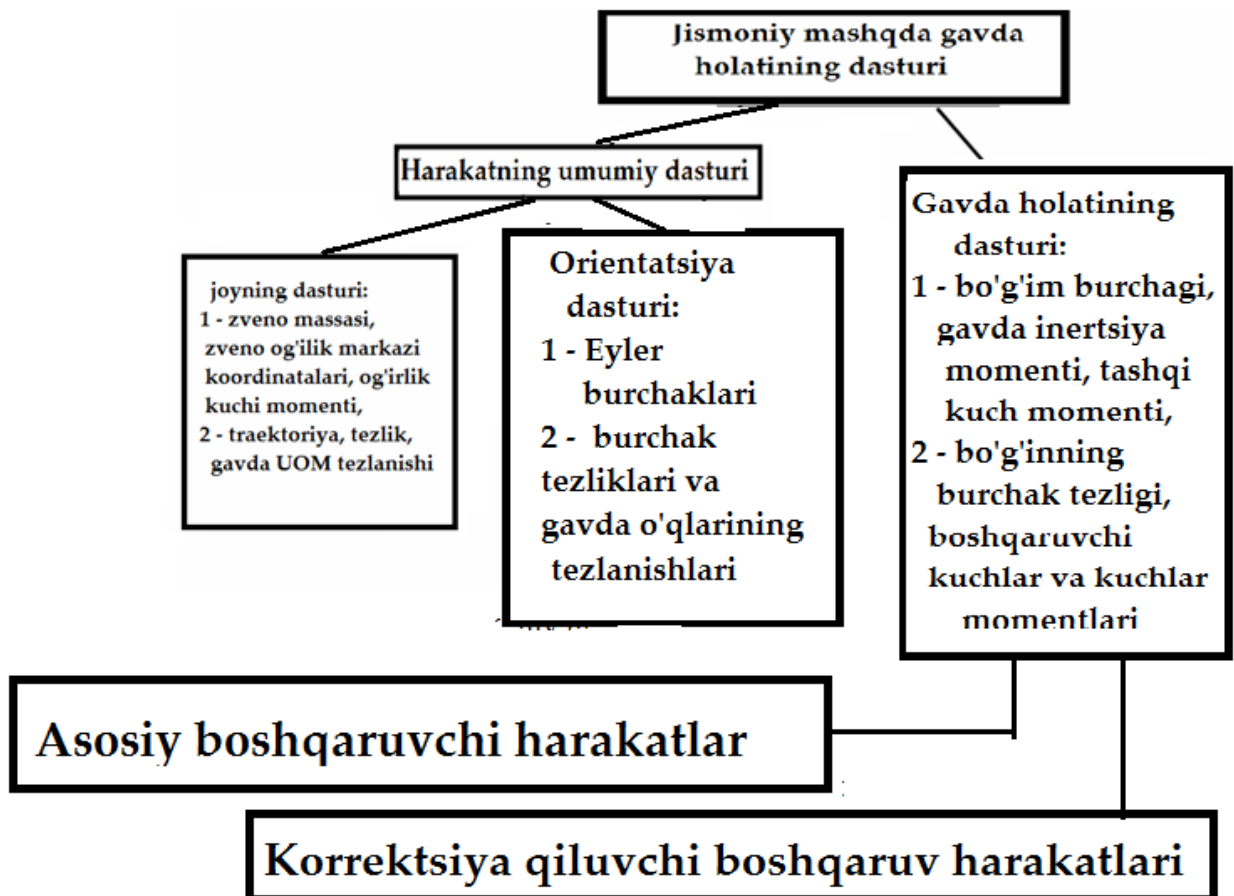 Jismoniy mashqda gavda
holatining dasturi
Harakatning umumiy dasturi
joyning dasturi:
1 - zveno massasi,
zveno og'ilik markazi
koordinatalari, og'irlik
kuchi momenti,
2 - traektoriya, tezlik,
gavda UOM tezlanishi
Orientatsiya
dasturi:
1 - Eyler
burchaklari
2 - burchak
tezliklari va
gavda o'qlarining
tezlanishlari
Gavda holatining
dasturi:
1 - bo'g'im burchagi,
gavda inertsiya
momenti, tashqi
kuch momenti,
2 - bo'g'inning
burchak tezligi,
boshqaruvchi
kuchlar va kuchlar
momentlari
Asosiy boshqaruvchi harakatlar
Korrektsiya qiluvchi boshqaruv harakatlari